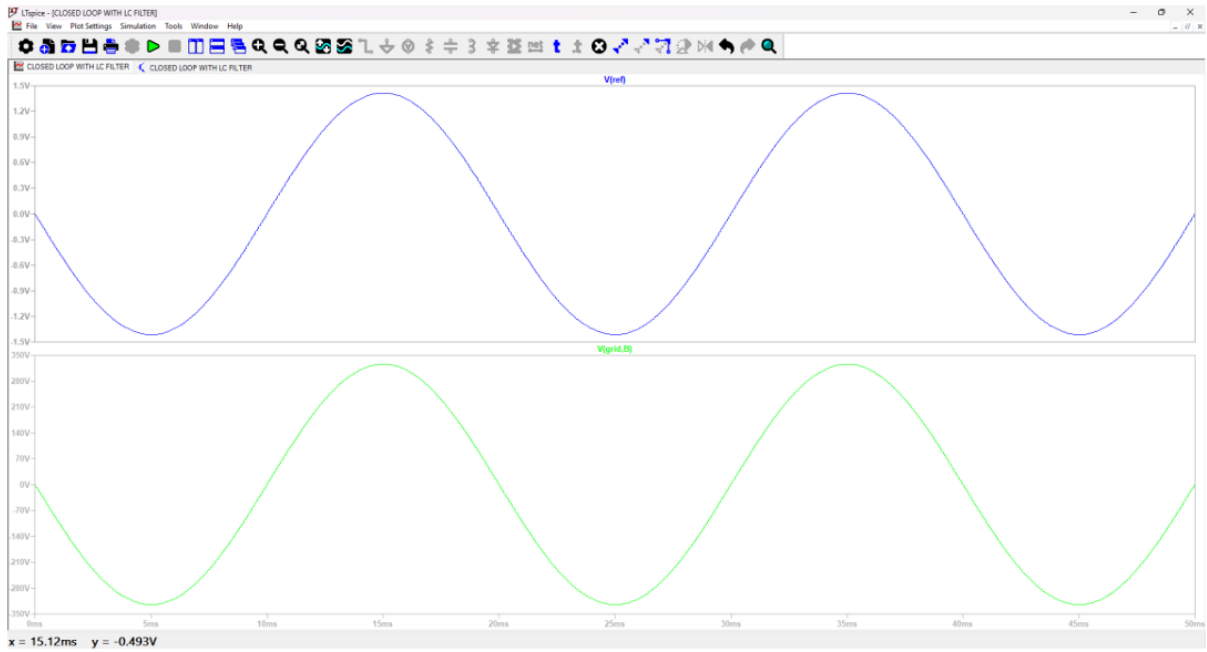 LTspice - [CLOSED LOOP WITH LC FILTER]
File View Plot Settings Simulation Tools Window Help
CLOSED LOOP WITH LC FILTER CLOSED LOOP WITH LC FILTER
V(ref)
1.5V
1.2V
0.9V
0.6V
0.3V
0.0V
-0.3V
-0.6V
-0.9V
-1.2V
-1.5V
V(grid,B)
350V
280V
210V
140V
70V
0V
-70V
-140V
-210V
-280V
-350V
0ms 5ms 10ms 15ms 20ms 25ms 30ms 35ms 40ms 45ms 50ms
x = 15.12ms y = -0.493V